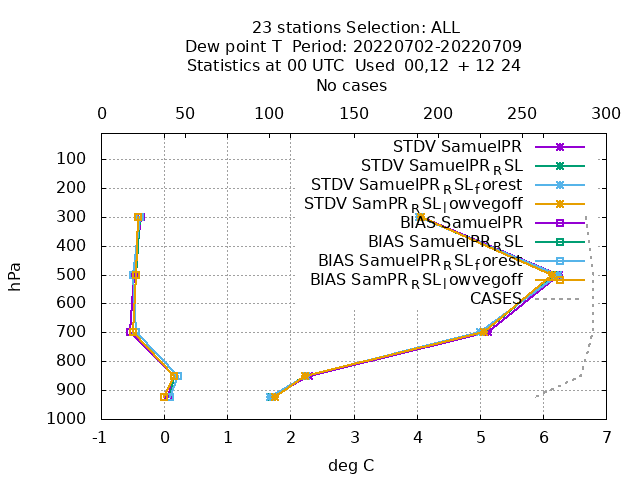 23 stations Selection: ALL
Dew point T  Period: 20220702-20220709
Statistics at 00 UTC  Used  00,12  + 12 24
No cases
0 50 100 150 200 250 300
STDV SamuelPR
STDV SamuelPR_RSL
STDV SamuelPR_RSL_forest
STDV SamPR_RSL_lowvegoff
BIAS SamuelPR
BIAS SamuelPR_RSL
BIAS SamuelPR_RSL_forest
BIAS SamPR_RSL_lowvegoff
CASES
100
200
300
400
500
600
700
800
900
1000
hPa
-1 0 1 2 3 4 5 6 7
deg C